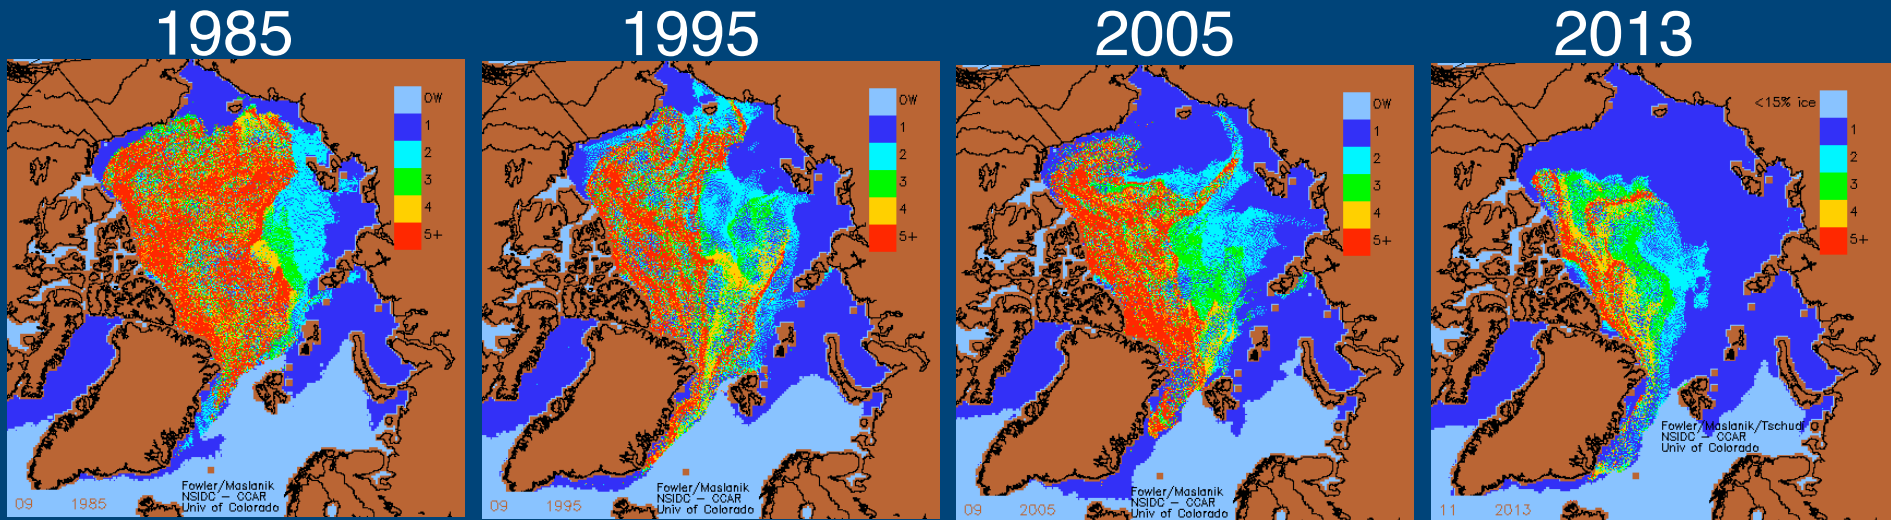 1985
1995
2005
2013
OW
1
2
3
4
5+
Fowler/Maslanik
NSIDC – CCAR
Univ of Colorado
09 1985
OW
1
2
3
4
5+
Fowler/Maslanik
NSIDC – CCAR
Univ of Colorado
09 1995
OW
1
2
3
4
5+
Fowler/Maslanik
NSIDC – CCAR
Univ of Colorado
09 2005
<15% ice
1
2
3
4
5+
Fowler/Maslanik/Tschudi
NSIDC – CCAR
Univ of Colorado
11 2013